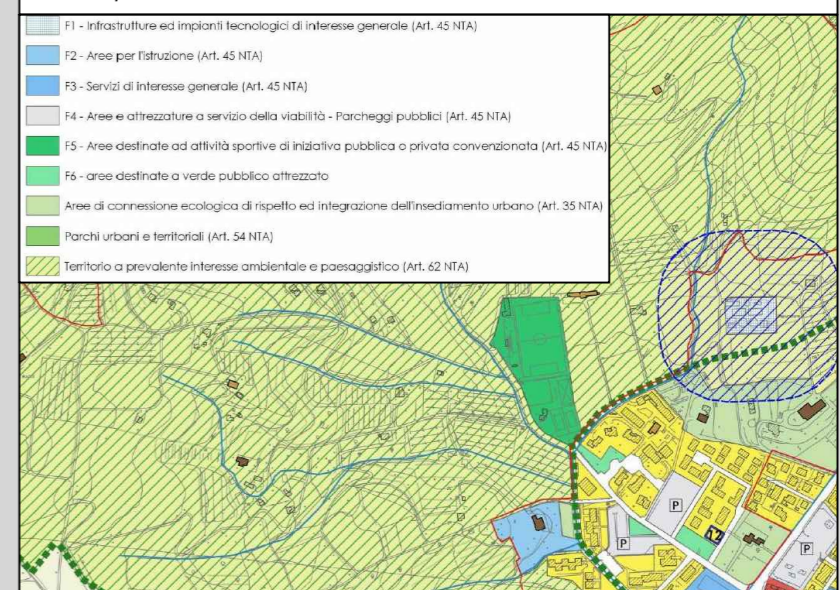 F1 - Infrastrutture ed impianti tecnologici di interesse generale (Art. 45 NTA)
F2 - Aree per l'istruzione (Art. 45 NTA)
F3 - Servizi di interesse generale (Art. 45 NTA)
F4 - Aree e attrezzature a servizio della viabilità - Parcheggi pubblici (Art. 45 NTA)
F5 - Aree destinate ad attività sportive di iniziativa pubblica o privata convenzionata (Art. 45 NTA)
F6 - aree destinate a verde pubblico attrezzato
Aree di connessione ecologica di rispetto ed integrazione dell'insediamento urbano (Art. 35 NTA)
Parchi urbani e territoriali (Art. 54 NTA)
Territorio a prevalente interesse ambientale e paesaggistico (Art. 62 NTA)
P
P
P